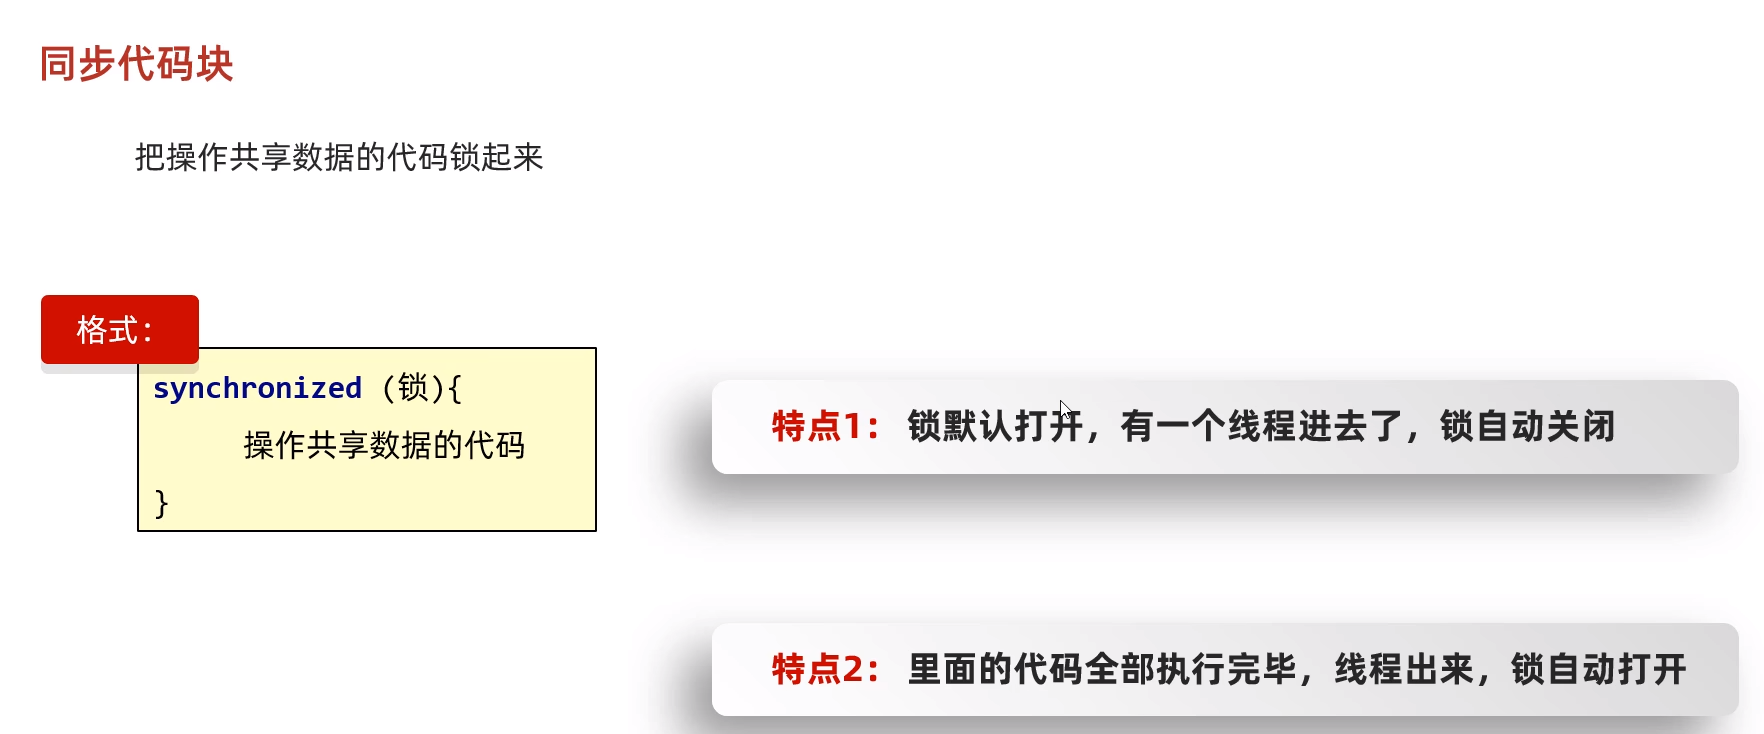 同步代码块
把操作共享数据的代码锁起来
格式：
synchronized (锁){
操作共享数据的代码
}
特点1： 锁默认打开，有一个线程进去了，锁自动关闭
特点2： 里面的代码全部执行完毕，线程出来，锁自动打开